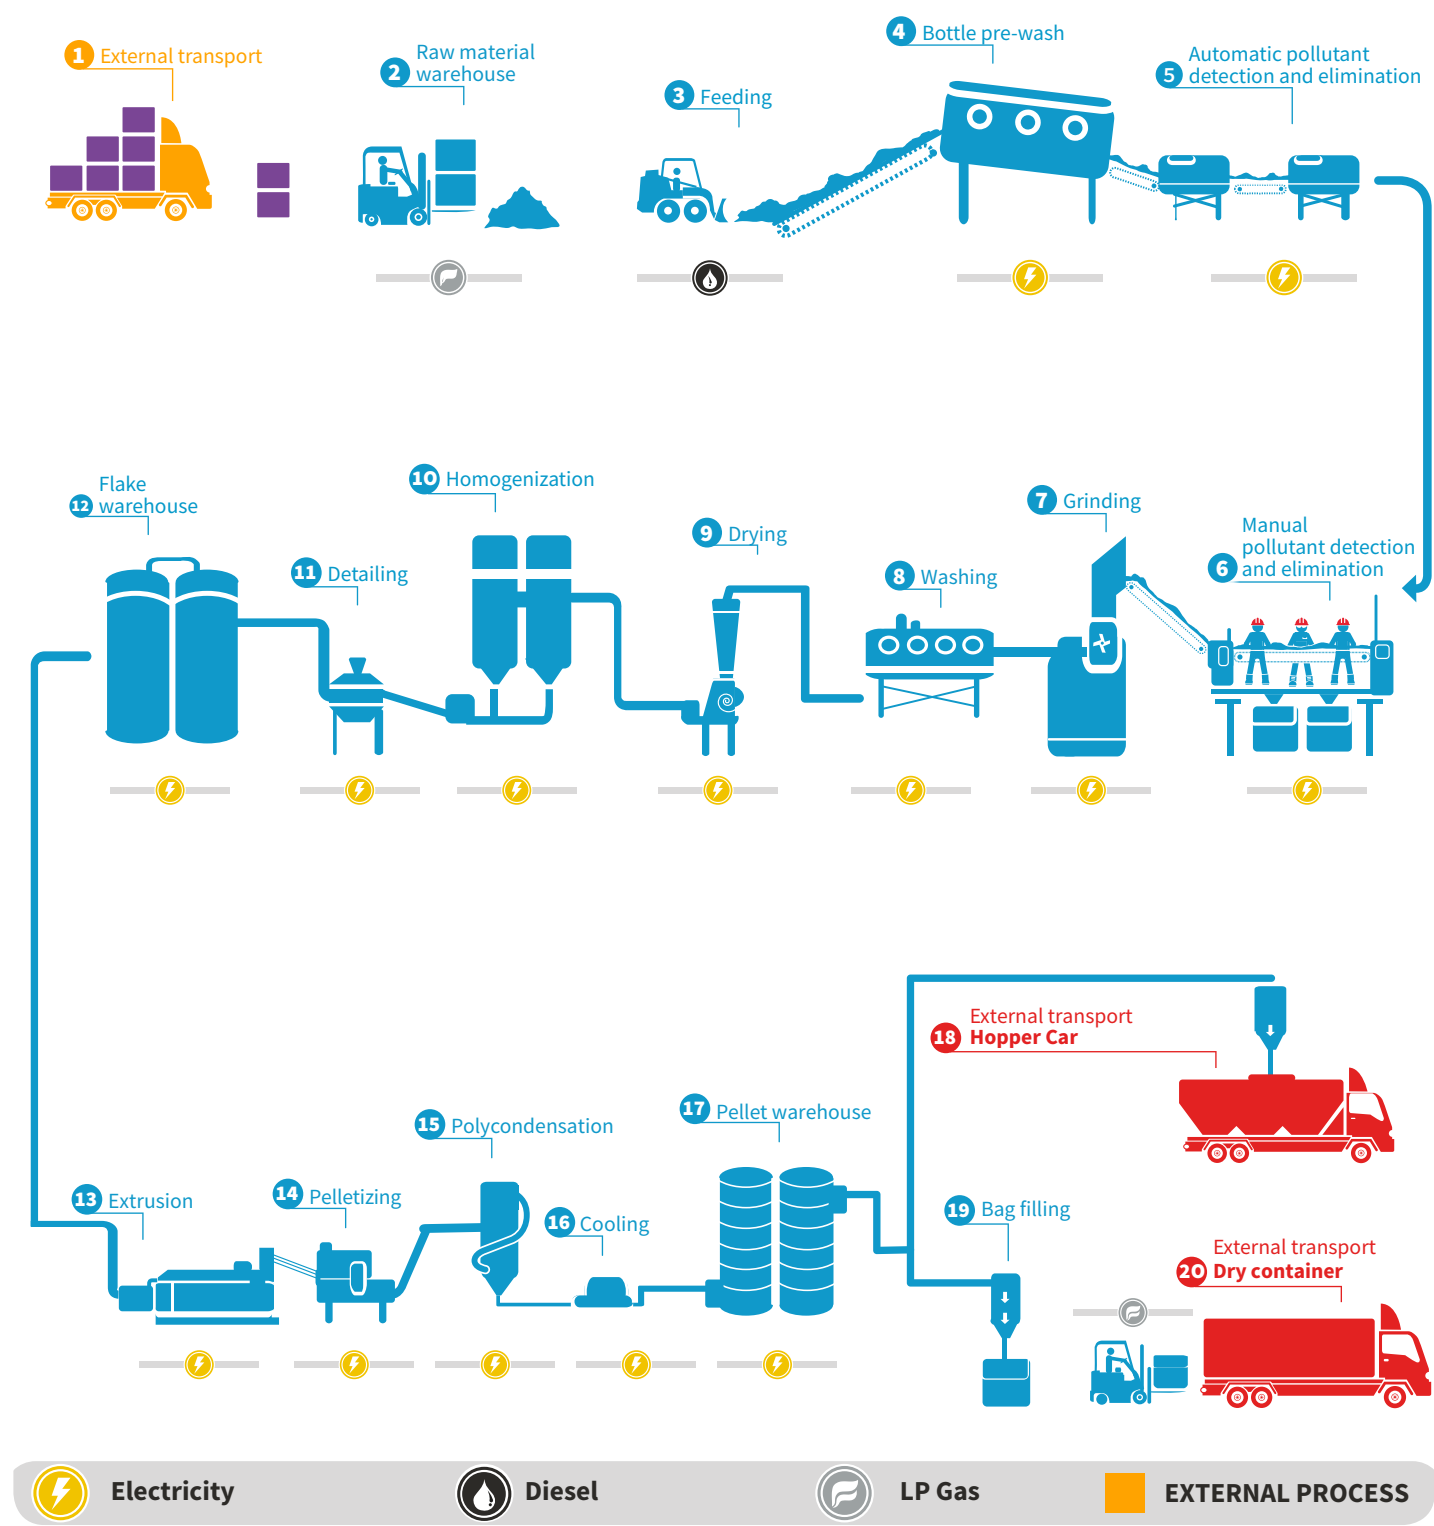 1 External transport
2 Raw material
warehouse
3 Feeding
4 Bottle pre-wash
5 Automatic pollutant
detection and elimination
6 Manual
pollutant detection
and elimination
7 Grinding
8 Washing
9 Drying
10 Homogenization
11 Detailing
12 Flake
warehouse
13 Extrusion
14 Pelletizing
15 Polycondensation
16 Cooling
17 Pellet warehouse
18 External transport
Hopper Car
19 Bag filling
20 External transport
Dry container
Electricity
Diesel
LP Gas
EXTERNAL PROCESS